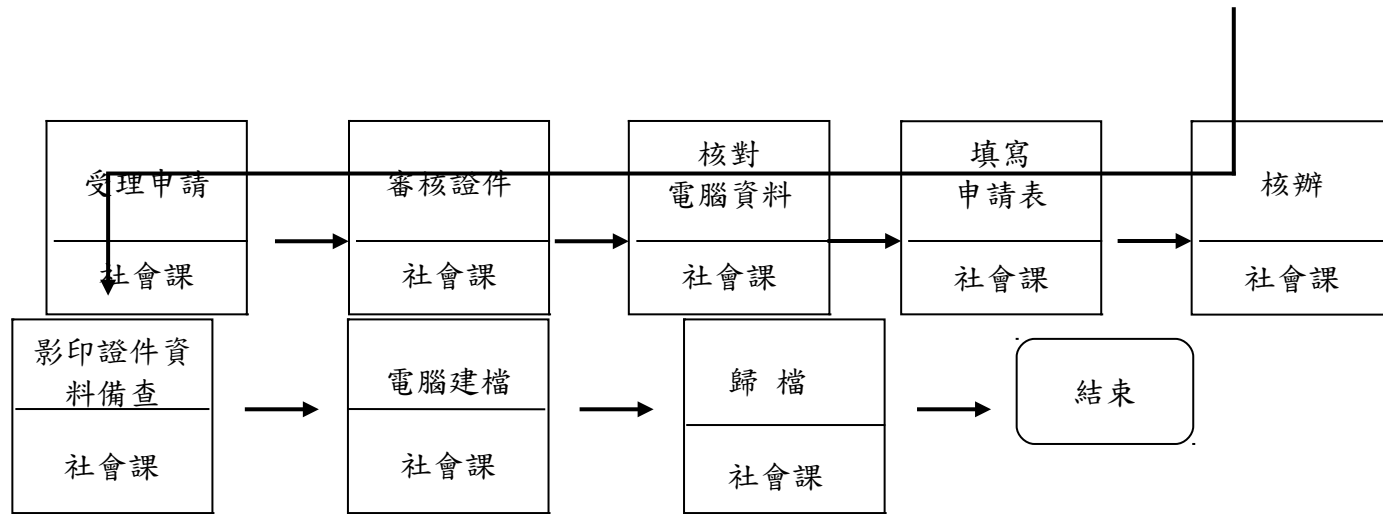 受理申請
社會課
審核證件
社會課
核對
電腦資料
社會課
填寫
申請表
社會課
核辦
社會課
影印證件資
料備查
社會課
電腦建檔
社會課
歸 檔
社會課
結束